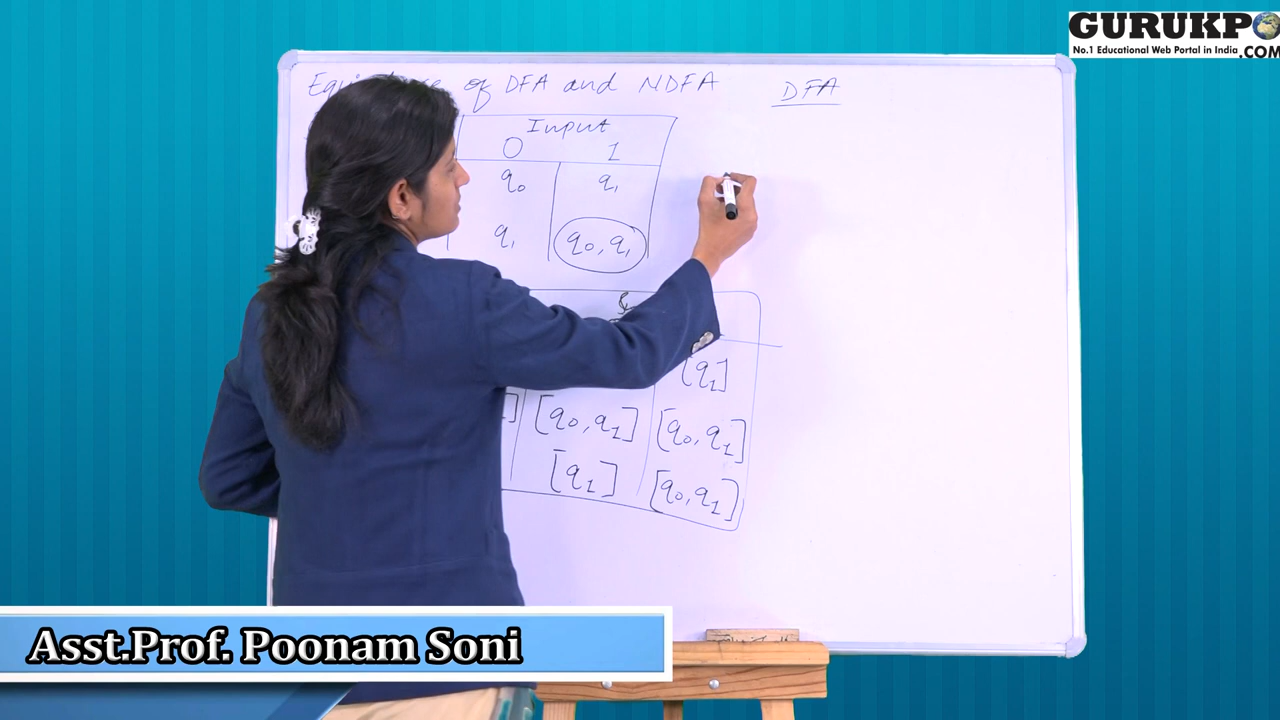 GURUKPO
No.1 Educational Web Portal in India .COM
of DFA and NDFA
DFA
Input
0 1
q₀ q₁
q₁ q₀, q₁
[q₁]
] [q₀, q₁] [q₀, q₁]
[q₁] [q₀, q₁]
Asst.Prof. Poonam Soni